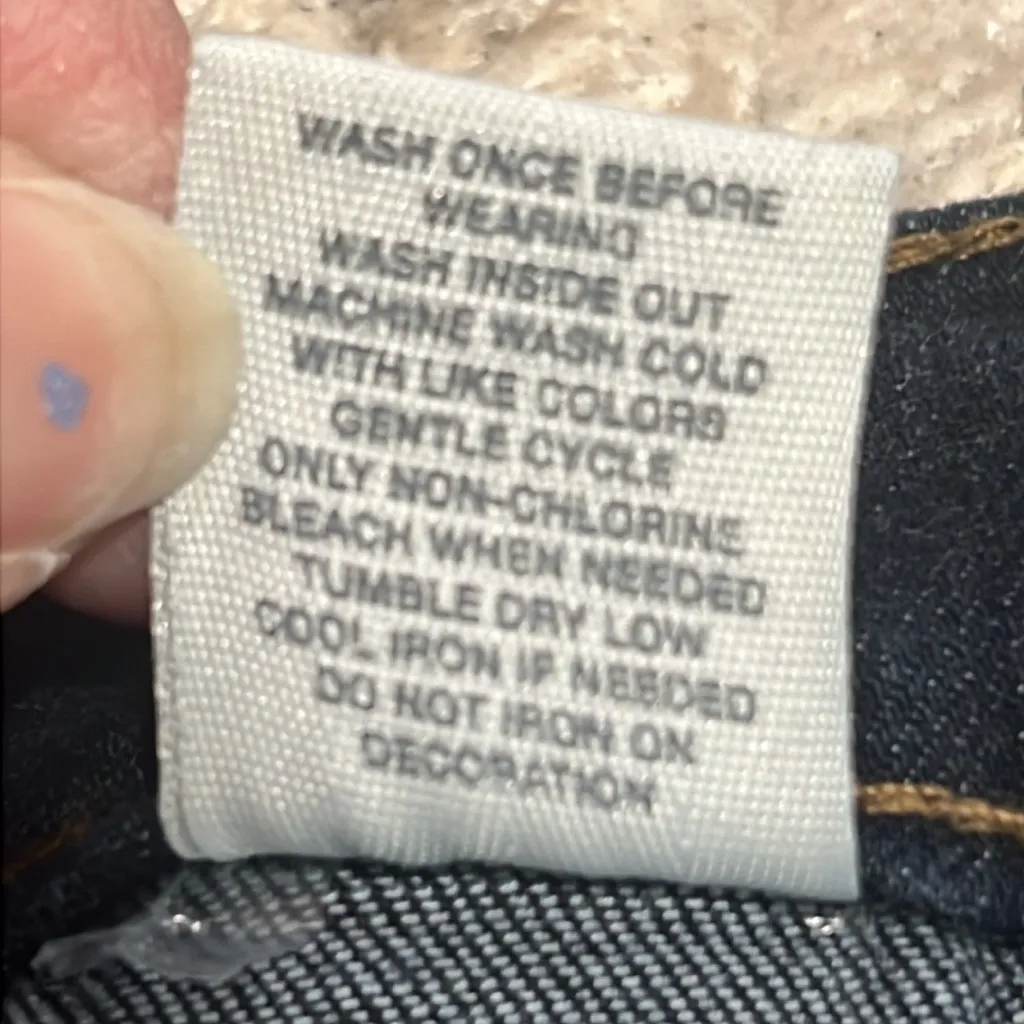 WASH ONCE BEFORE
WEARING
WASH INSIDE OUT
MACHINE WASH COLD
WITH LIKE COLORS
GENTLE CYCLE
ONLY NON-CHLORINE
BLEACH WHEN NEEDED
TUMBLE DRY LOW
COOL IRON IF NEEDED
DO NOT IRON ON
DECORATION